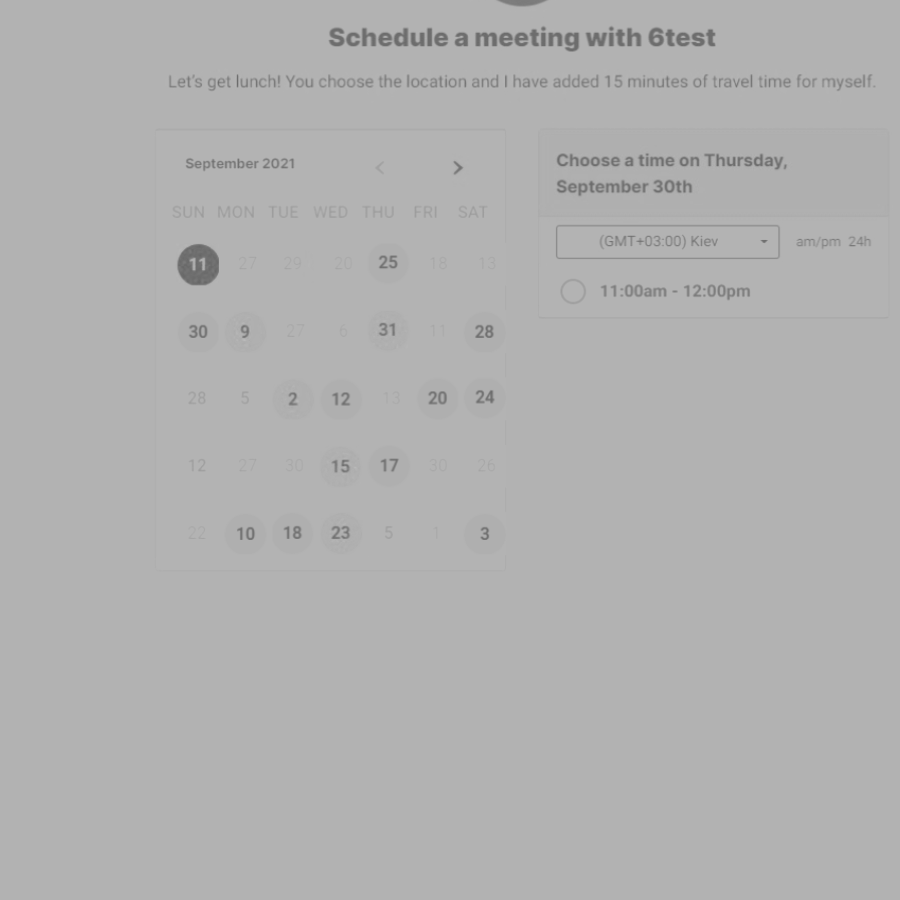 Schedule a meeting with 6test
Let's get lunch! You choose the location and I have added 15 minutes of travel time for myself.
September 2021
SUN MON TUE WED THU FRI SAT
11 27 29 20 25 18 13
30 9 27 6 31 11 28
28 5 2 12 13 20 24
12 27 30 15 17 30 26
22 10 18 23 5 1 3
Choose a time on Thursday,
September 30th
(GMT+03:00) Kiev am/pm 24h
11:00am - 12:00pm